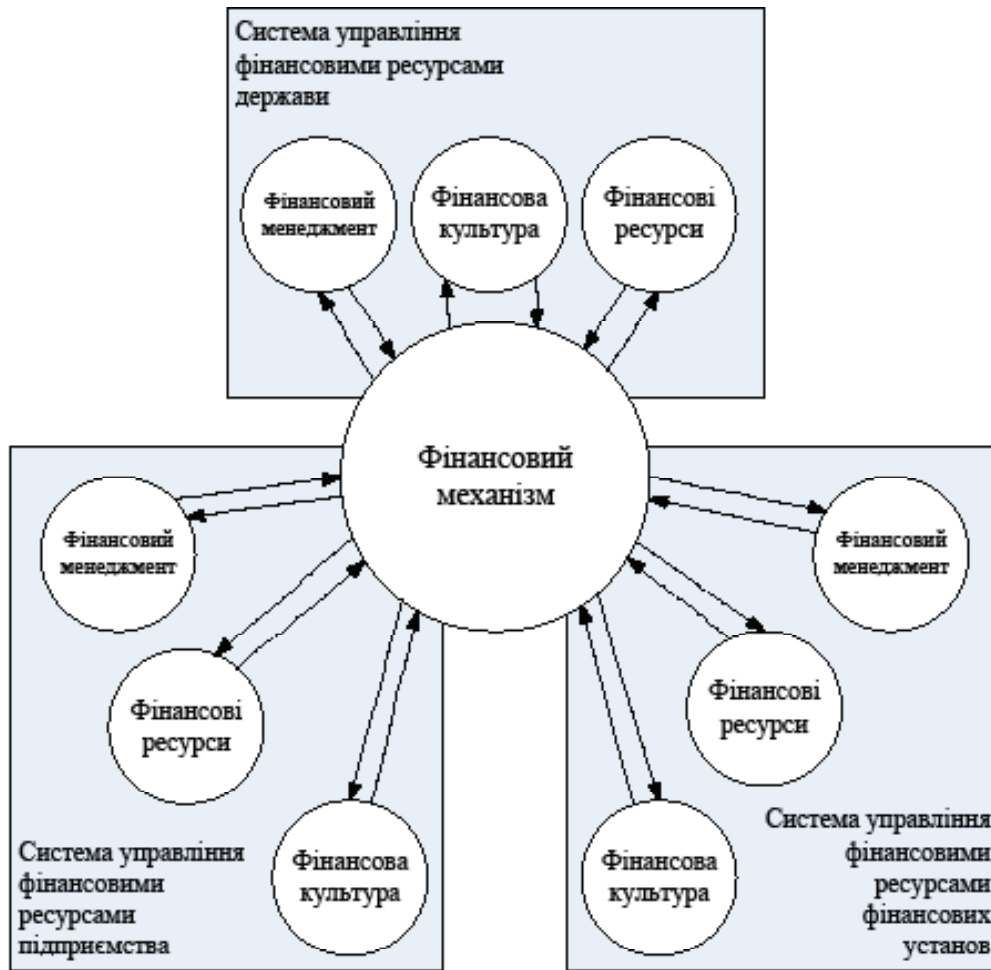 Система управління
фінансовими ресурсами
держави
Фінансовий
менеджмент
Фінансова
культура
Фінансові
ресурси
Фінансовий
механізм
Фінансовий
менеджмент
Фінансові
ресурси
Фінансова
культура
Система управління
фінансовими
ресурсами
підприємства
Фінансовий
менеджмент
Фінансові
ресурси
Фінансова
культура
Система управління
фінансовими
ресурсами
фінансових
установ